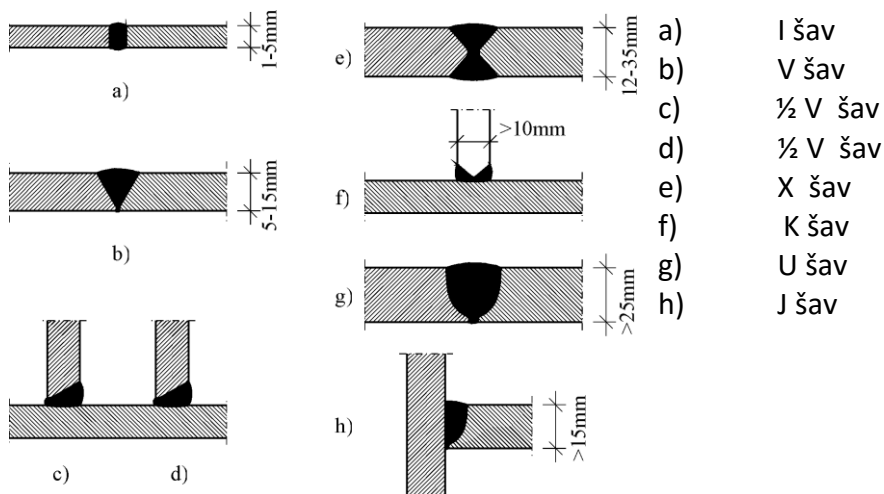 1-5mm
a)
5-15mm
b)
c)
d)
e)
12-35mm
>10mm
f)
g)
>25mm
h)
>15mm
a) I šav
b) V šav
c) ½ V šav
d) ½ V šav
e) X šav
f) K šav
g) U šav
h) J šav